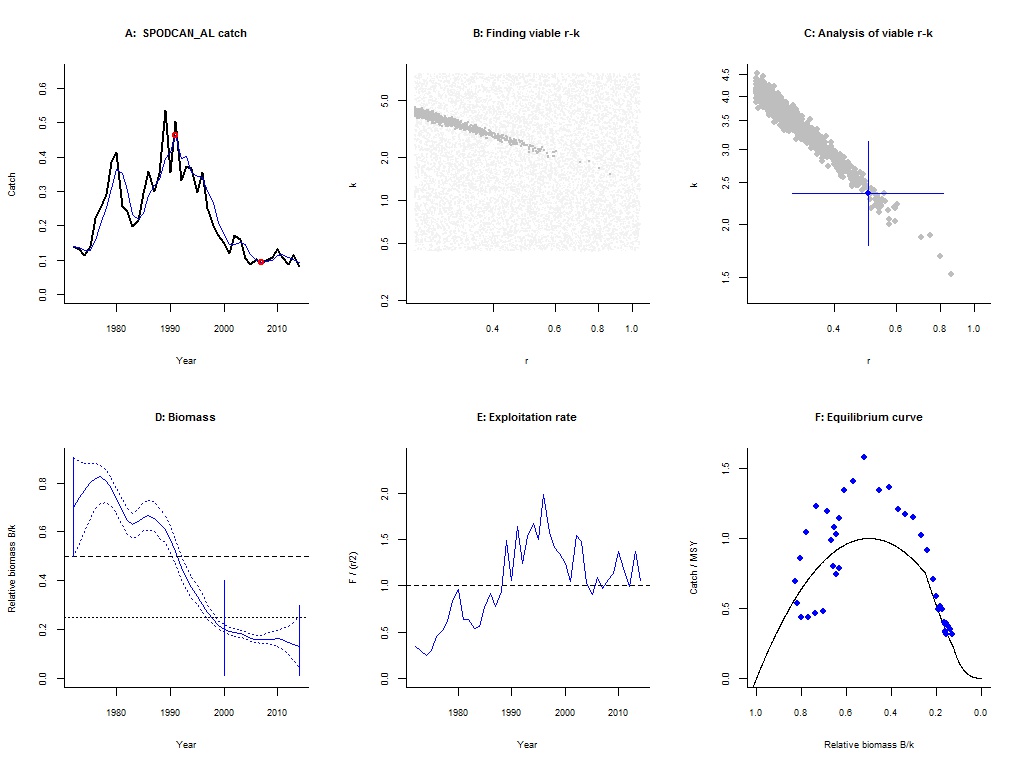 A: SPODCAN_AL catch
Catch
0.0 0.1 0.2 0.3 0.4 0.5 0.6
1980 1990 2000 2010
Year
B: Finding viable r-k
k
0.2 0.5 1.0 2.0 5.0
0.4 0.6 0.8 1.0
r
C: Analysis of viable r-k
k
1.5 2.0 2.5 3.0 3.5 4.0 4.5
0.4 0.6 0.8 1.0
r
D: Biomass
Relative biomass B/k
0.0 0.2 0.4 0.6 0.8
1980 1990 2000 2010
Year
E: Exploitation rate
F / (r/2)
0.0 0.5 1.0 1.5 2.0
1980 1990 2000 2010
Year
F: Equilibrium curve
Catch / MSY
0.0 0.5 1.0 1.5
1.0 0.8 0.6 0.4 0.2 0.0
Relative biomass B/k